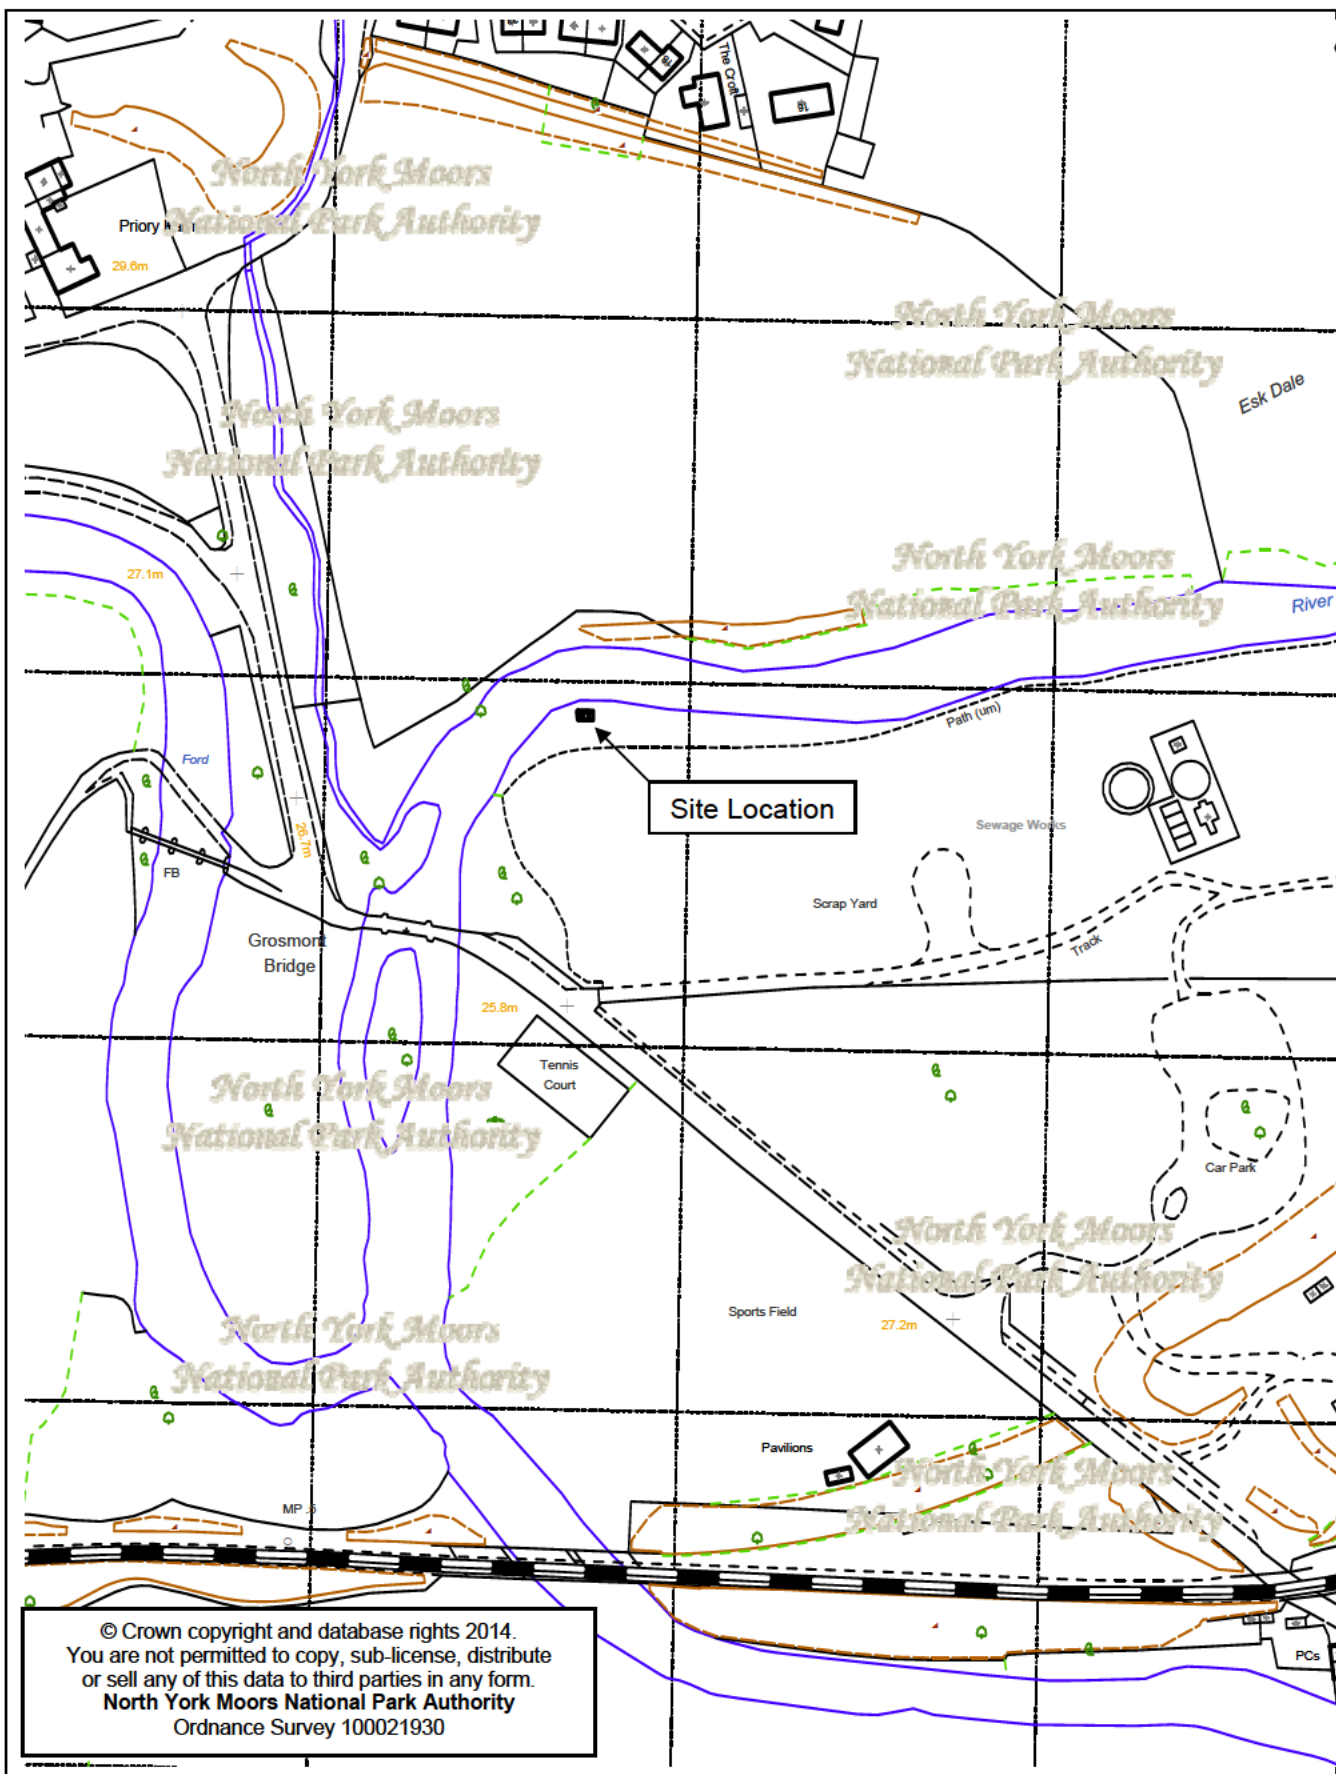 The Croft
18
16
North York Moors
National Park Authority
Priory
29.6m
North York Moors
National Park Authority
Esk Dale
North York Moors
National Park Authority
North York Moors
National Park Authority
27.1m
River
Path (um)
Ford
Site Location
Sewage Works
26.7m
FB
Scrap Yard
Grosmont
Bridge
Track
25.8m
Tennis
Court
North York Moors
National Park Authority
Car Park
North York Moors
National Park Authority
Sports Field
27.2m
North York Moors
National Park Authority
Pavilions
North York Moors
National Park Authority
MP .5
PCs
© Crown copyright and database rights 2014.
You are not permitted to copy, sub-license, distribute
or sell any of this data to third parties in any form.
North York Moors National Park Authority
Ordnance Survey 100021930